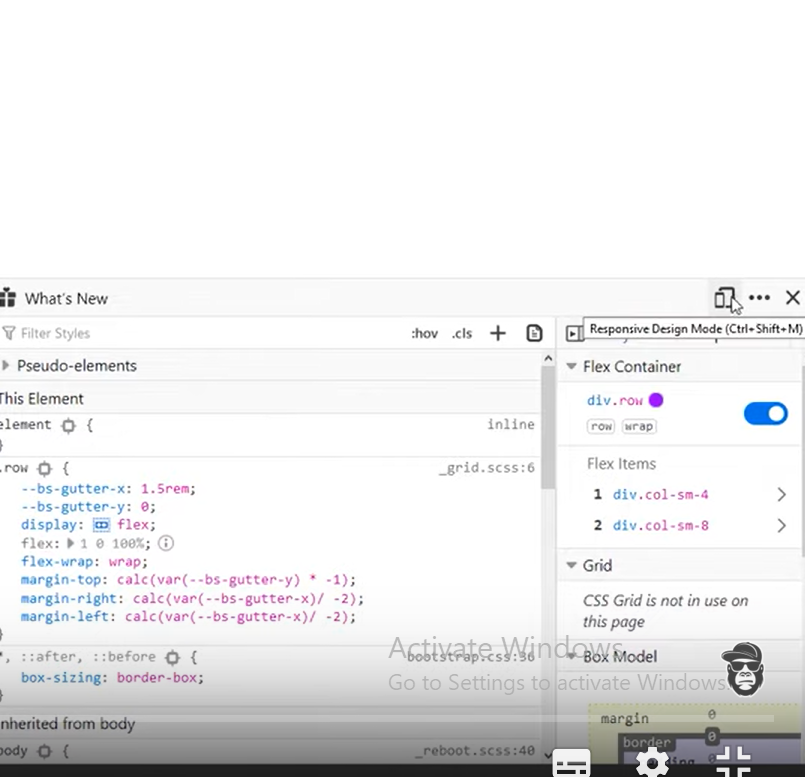 What's New
Responsive Design Mode (Ctrl+Shift+M)
Filter Styles
:hov .cls +
Pseudo-elements
This Element
element { inline
}
.row { _grid.scss:6
--bs-gutter-x: 1.5rem;
--bs-gutter-y: 0;
display: flex;
flex: 1 0 100%;
flex-wrap: wrap;
margin-top: calc(var(--bs-gutter-y) * -1);
margin-right: calc(var(--bs-gutter-x)/ -2);
margin-left: calc(var(--bs-gutter-x)/ -2);
}
*, ::after, ::before { bootstrap.css:36
box-sizing: border-box;
}
Inherited from body
body { _reboot.scss:40
Flex Container
div.row
row wrap
Flex Items
1 div.col-sm-4
2 div.col-sm-8
Grid
CSS Grid is not in use on
this page
Box Model
margin 0
border 0
Activate Windows
Go to Settings to activate Windows.